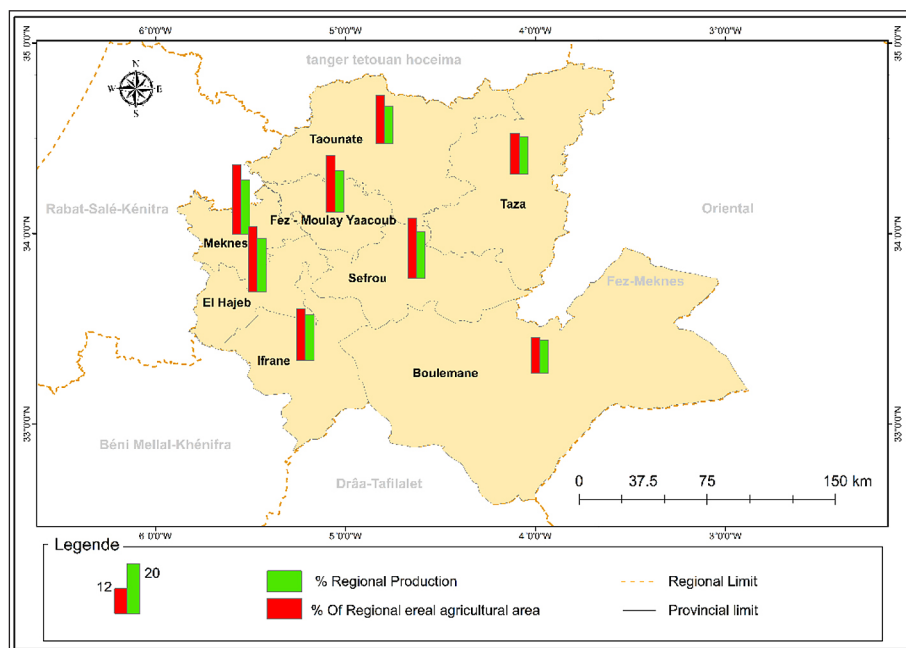 6°0'0"W 5°0'0"W 4°0'0"W 3°0'0"W
35°0'0"N 35°0'0"N
N
W E
S
tanger tetouan hoceima
Taounate
Taza
Rabat-Salé-Kénitra
Oriental
Fez - Moulay Yaacoub
34°0'0"N 34°0'0"N
Meknes
Sefrou
Fez-Meknes
El Hajeb
Ifrane
Boulemane
33°0'0"N 33°0'0"N
Béni Mellal-Khénifra
Drâa-Tafilalet
0 37.5 75 150 km
6°0'0"W 5°0'0"W 4°0'0"W 3°0'0"W
Legende
12 20
% Regional Production
% Of Regional ereal agricultural area
Regional Limit
Provincial limit